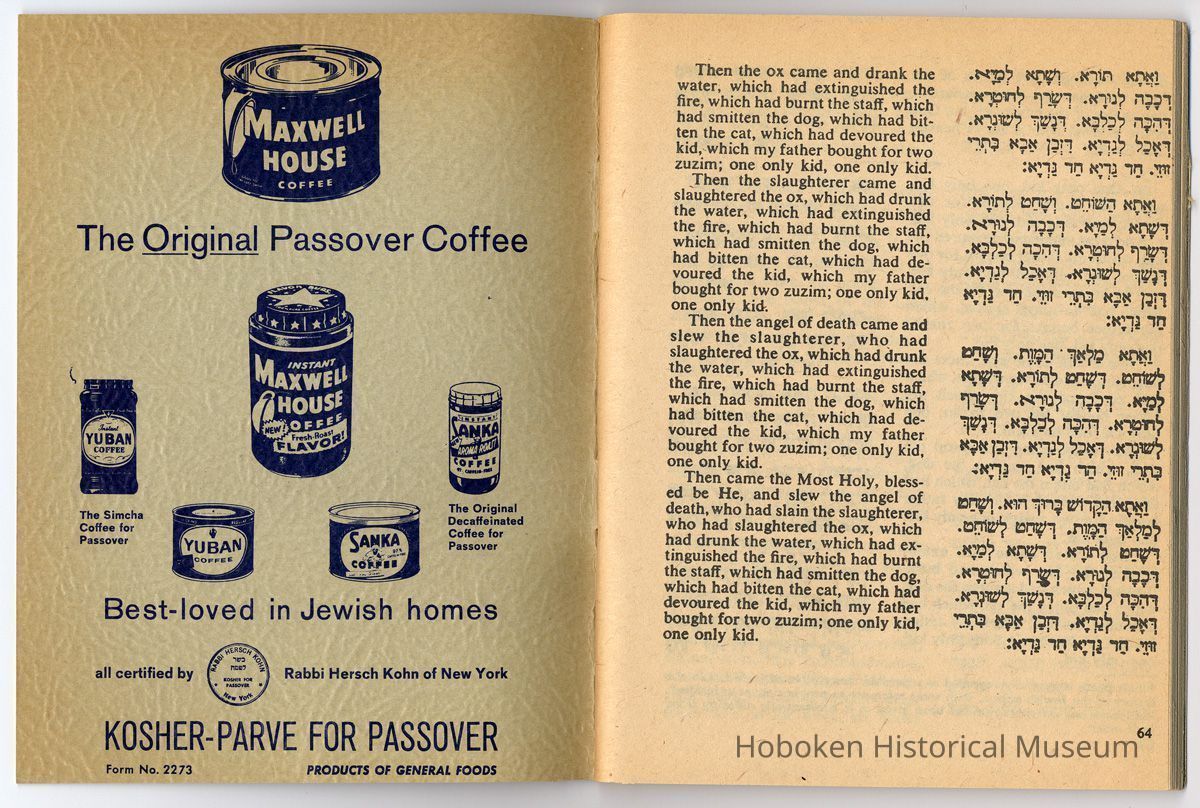 MAXWELL
HOUSE
COFFEE
The Original Passover Coffee
INSTANT
MAXWELL
HOUSE
COFFEE
NEW!
Fresh-Roast
FLAVOR!
Instant
YUBAN
COFFEE
The Simcha
Coffee for
Passover
INSTANT
SANKA
COFFEE
The Original
Decaffeinated
Coffee for
Passover
YUBAN
COFFEE
SANKA
COFFEE
Best-loved in Jewish homes
all certified by
RABBI HERSCH KOHN
כשר
לפסח
KOSHER FOR
PASSOVER
New York
Rabbi Hersch Kohn of New York
KOSHER-PARVE FOR PASSOVER
Form No. 2273
PRODUCTS OF GENERAL FOODS
Then the ox came and drank the
water, which had extinguished the
fire, which had burnt the staff, which
had smitten the dog, which had bit-
ten the cat, which had devoured the
kid, which my father bought for two
zuzim; one only kid, one only kid.
Then the slaughterer came and
slaughtered the ox, which had drunk
the water, which had extinguished
the fire, which had burnt the staff,
which had smitten the dog, which
had bitten the cat, which had de-
voured the kid, which my father
bought for two zuzim; one only kid,
one only kid.
Then the angel of death came and
slew the slaughterer, who had
slaughtered the ox, which had drunk
the water, which had extinguished
the fire, which had burnt the staff,
which had smitten the dog, which
had bitten the cat, which had de-
voured the kid, which my father
bought for two zuzim; one only kid,
one only kid.
Then came the Most Holy, bless-
ed be He, and slew the angel of
death, who had slain the slaughterer,
who had slaughtered the ox, which
had drunk the water, which had ex-
tinguished the fire, which had burnt
the staff, which had smitten the dog,
which had bitten the cat, which had
devoured the kid, which my father
bought for two zuzim; one only kid,
one only kid.
וְאָתָא תוֹרָא. וְשָׁתָא לְמַיָּא.
דְּכָבָה לְנוּרָא. דְּשָׂרַף לְחוּטְרָא.
דְּהִכָּה לְכַלְבָּא. דְּנָשַׁךְ לְשׁוּנְרָא.
דְּאָכַל לְגַדְיָא. דְּזְבַן אַבָּא בִּתְרֵי
זוּזֵי. חַד גַּדְיָא חַד גַּדְיָא:
וְאָתָא הַשּׁוֹחֵט. וְשָׁחַט לְתוֹרָא.
דְּשָׁתָא לְמַיָּא. דְּכָבָה לְנוּרָא.
דְּשָׂרַף לְחוּטְרָא. דְּהִכָּה לְכַלְבָּא.
דְּנָשַׁךְ לְשׁוּנְרָא. דְּאָכַל לְגַדְיָא.
דְּזְבַן אַבָּא בִּתְרֵי זוּזֵי. חַד גַּדְיָא
חַד גַּדְיָא:
וְאָתָא מַלְאַךְ הַמָּוֶת. וְשָׁחַט
לְשׁוֹחֵט. דְּשָׁחַט לְתוֹרָא. דְּשָׁתָא
לְמַיָּא. דְּכָבָה לְנוּרָא. דְּשָׂרַף
לְחוּטְרָא. דְּהִכָּה לְכַלְבָּא. דְּנָשַׁךְ
לְשׁוּנְרָא. דְּאָכַל לְגַדְיָא. דְּזְבַן אַבָּא
בִּתְרֵי זוּזֵי. חַד גַּדְיָא חַד גַּדְיָא:
וְאָתָא הַקָּדוֹשׁ בָּרוּךְ הוּא. וְשָׁחַט
לְמַלְאַךְ הַמָּוֶת. דְּשָׁחַט לְשׁוֹחֵט.
דְּשָׁחַט לְתוֹרָא. דְּשָׁתָא לְמַיָּא.
דְּכָבָה לְנוּרָא. דְּשָׂרַף לְחוּטְרָא.
דְּהִכָּה לְכַלְבָּא. דְּנָשַׁךְ לְשׁוּנְרָא.
דְּאָכַל לְגַדְיָא. דְּזְבַן אַבָּא בִּתְרֵי
זוּזֵי. חַד גַּדְיָא חַד גַּדְיָא:
64
Hoboken Historical Museum